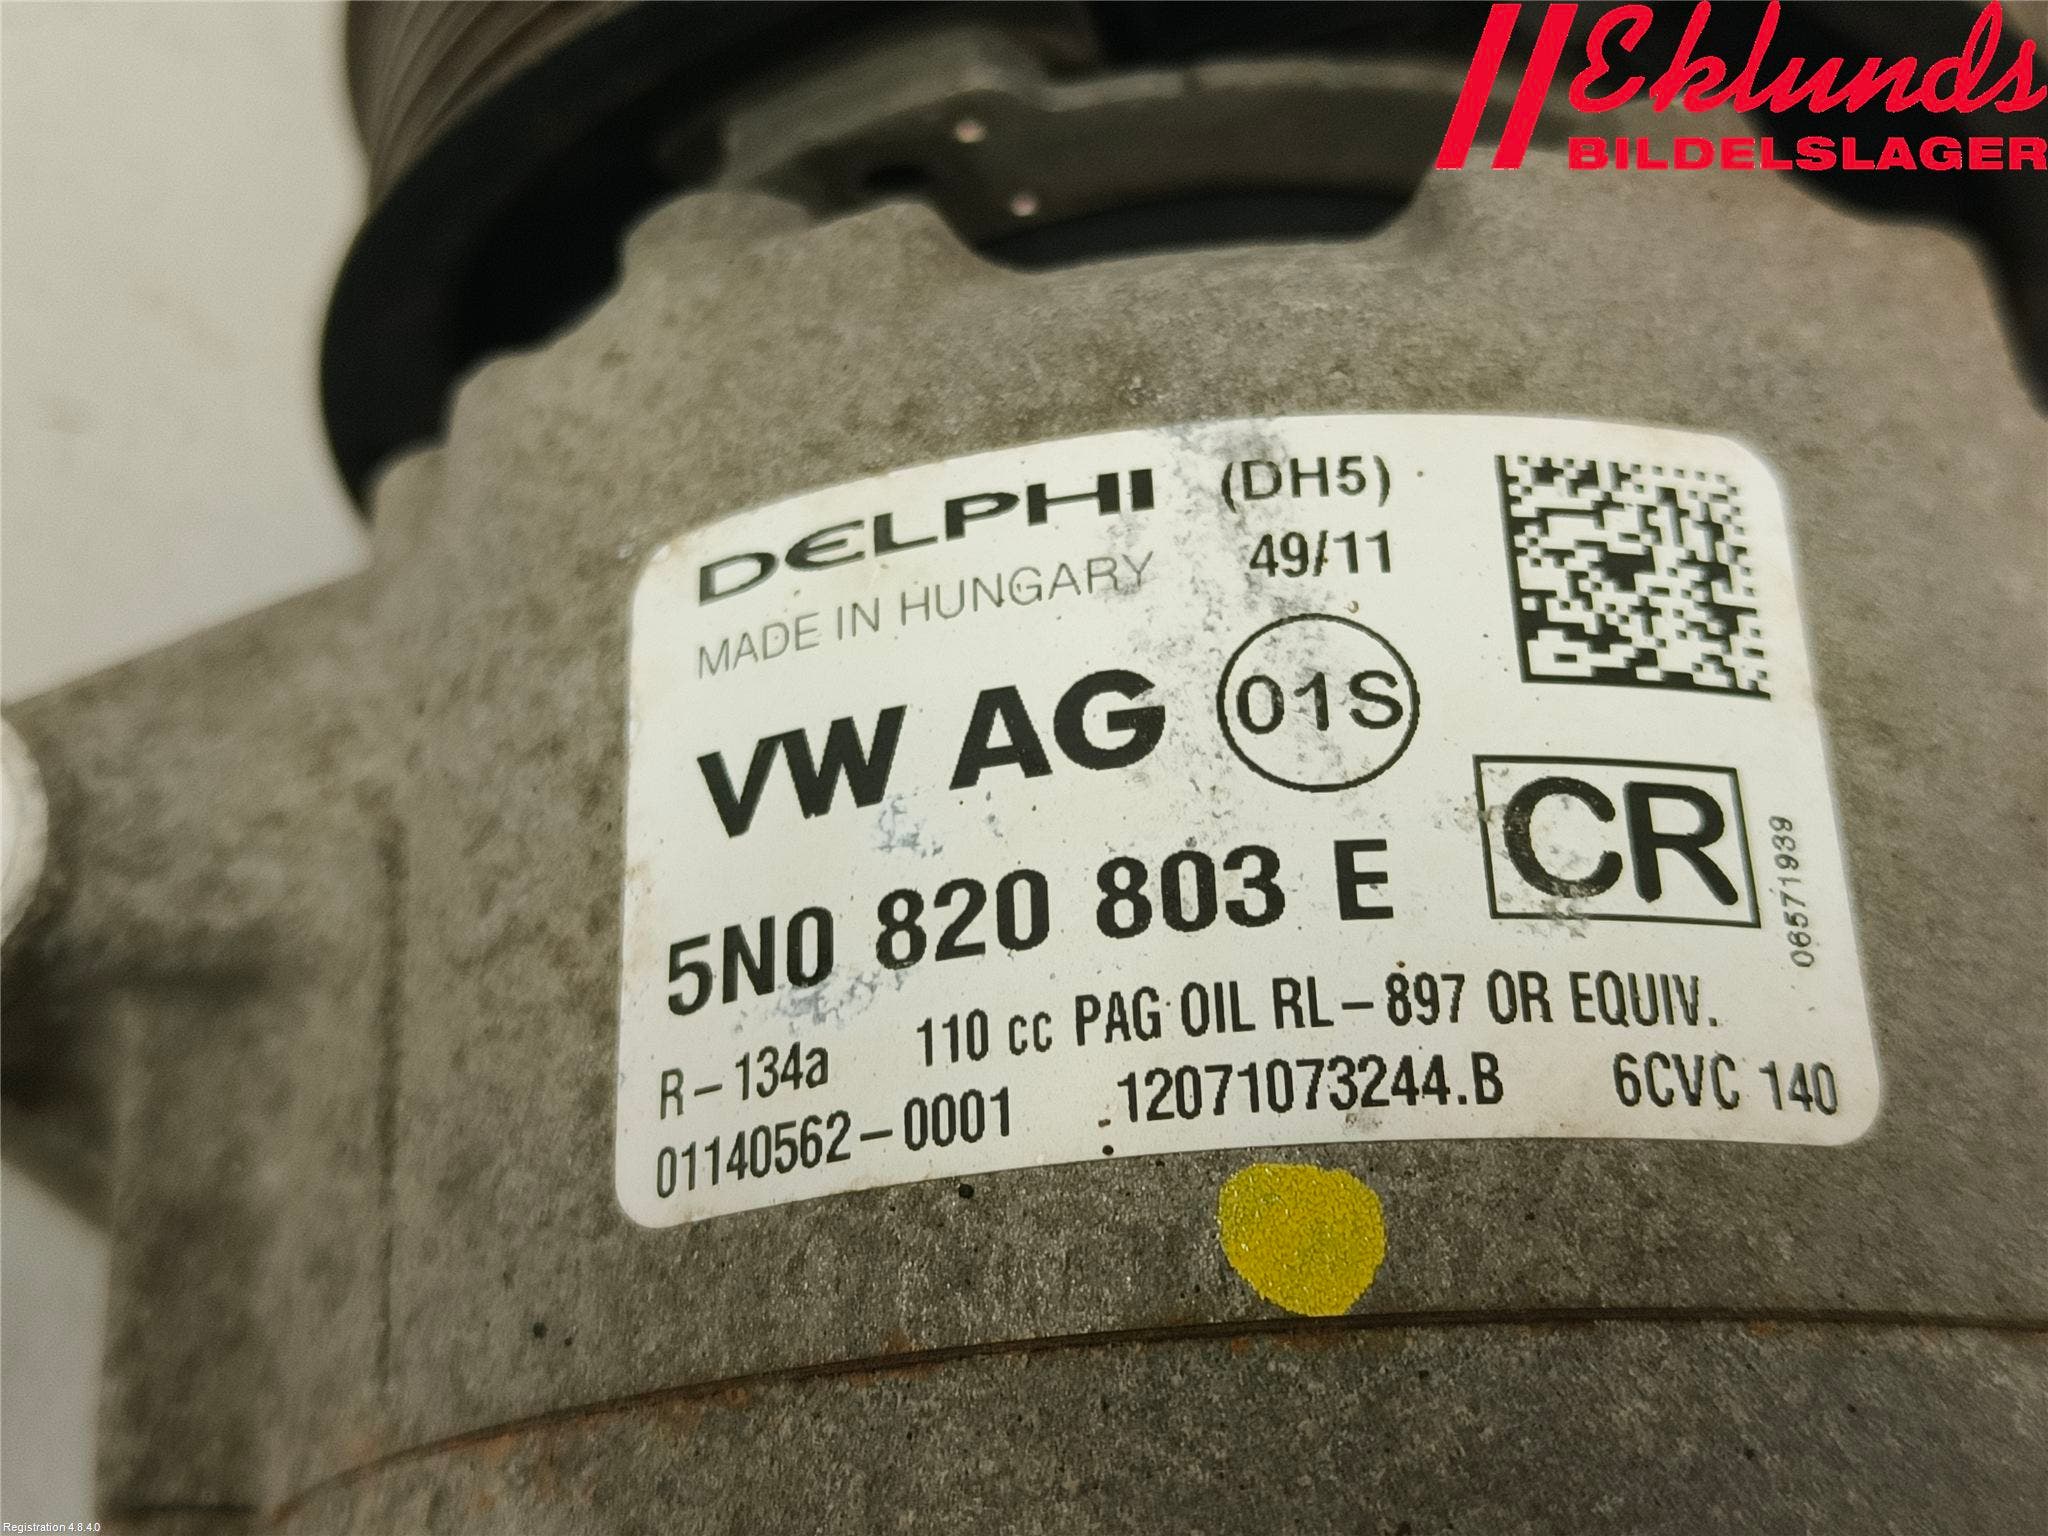 Eklunds
BILDELSLAGER
DELPHI (DH5)
MADE IN HUNGARY 49/11
VW AG 01S
CR
5N0 820 803 E
06571939
R-134a 110 cc PAG OIL RL-897 OR EQUIV.
01140562-0001 12071073244.B 6CVC 140
Registration 4.8.4.0